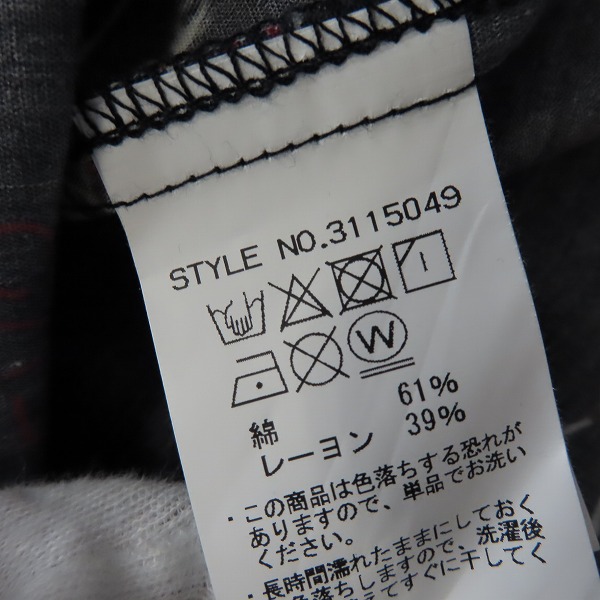 STYLE NO.3115049
W
綿 61%
レーヨン 39%
・この商品は色落ちする恐れが
ありますので、単品でお洗い
ください。
・長時間濡れたままにしておく
色落ちしますので、洗濯後
えてすぐに干してく